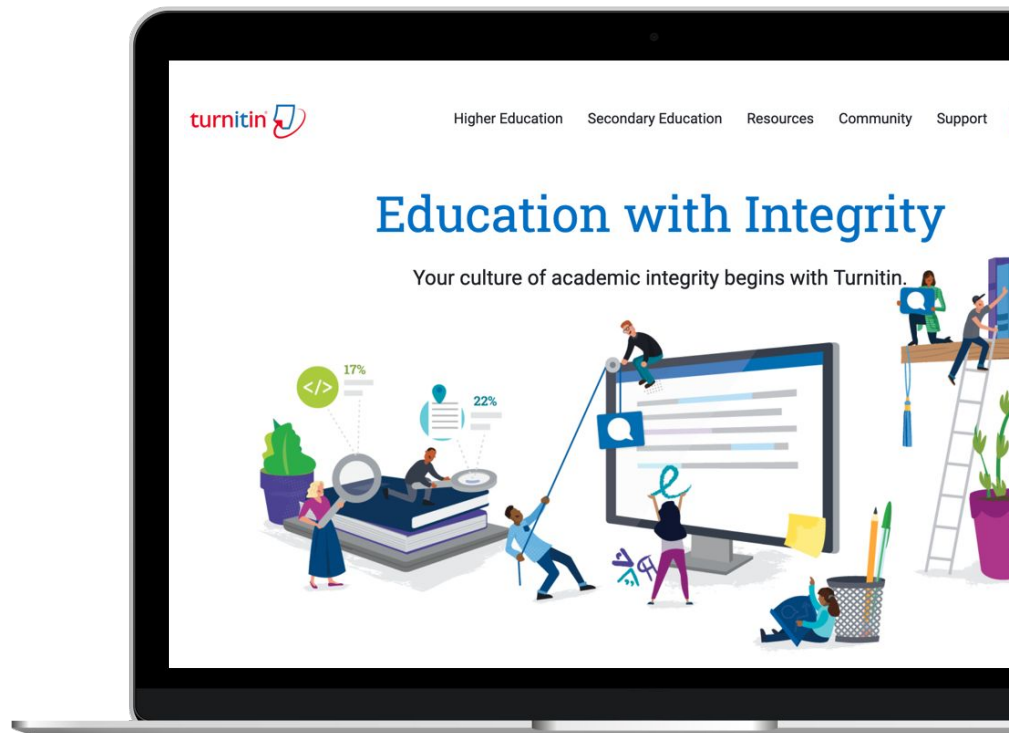 turnitin
Higher Education Secondary Education Resources Community Support
Education with Integrity
Your culture of academic integrity begins with Turnitin.
17%
</>
22%